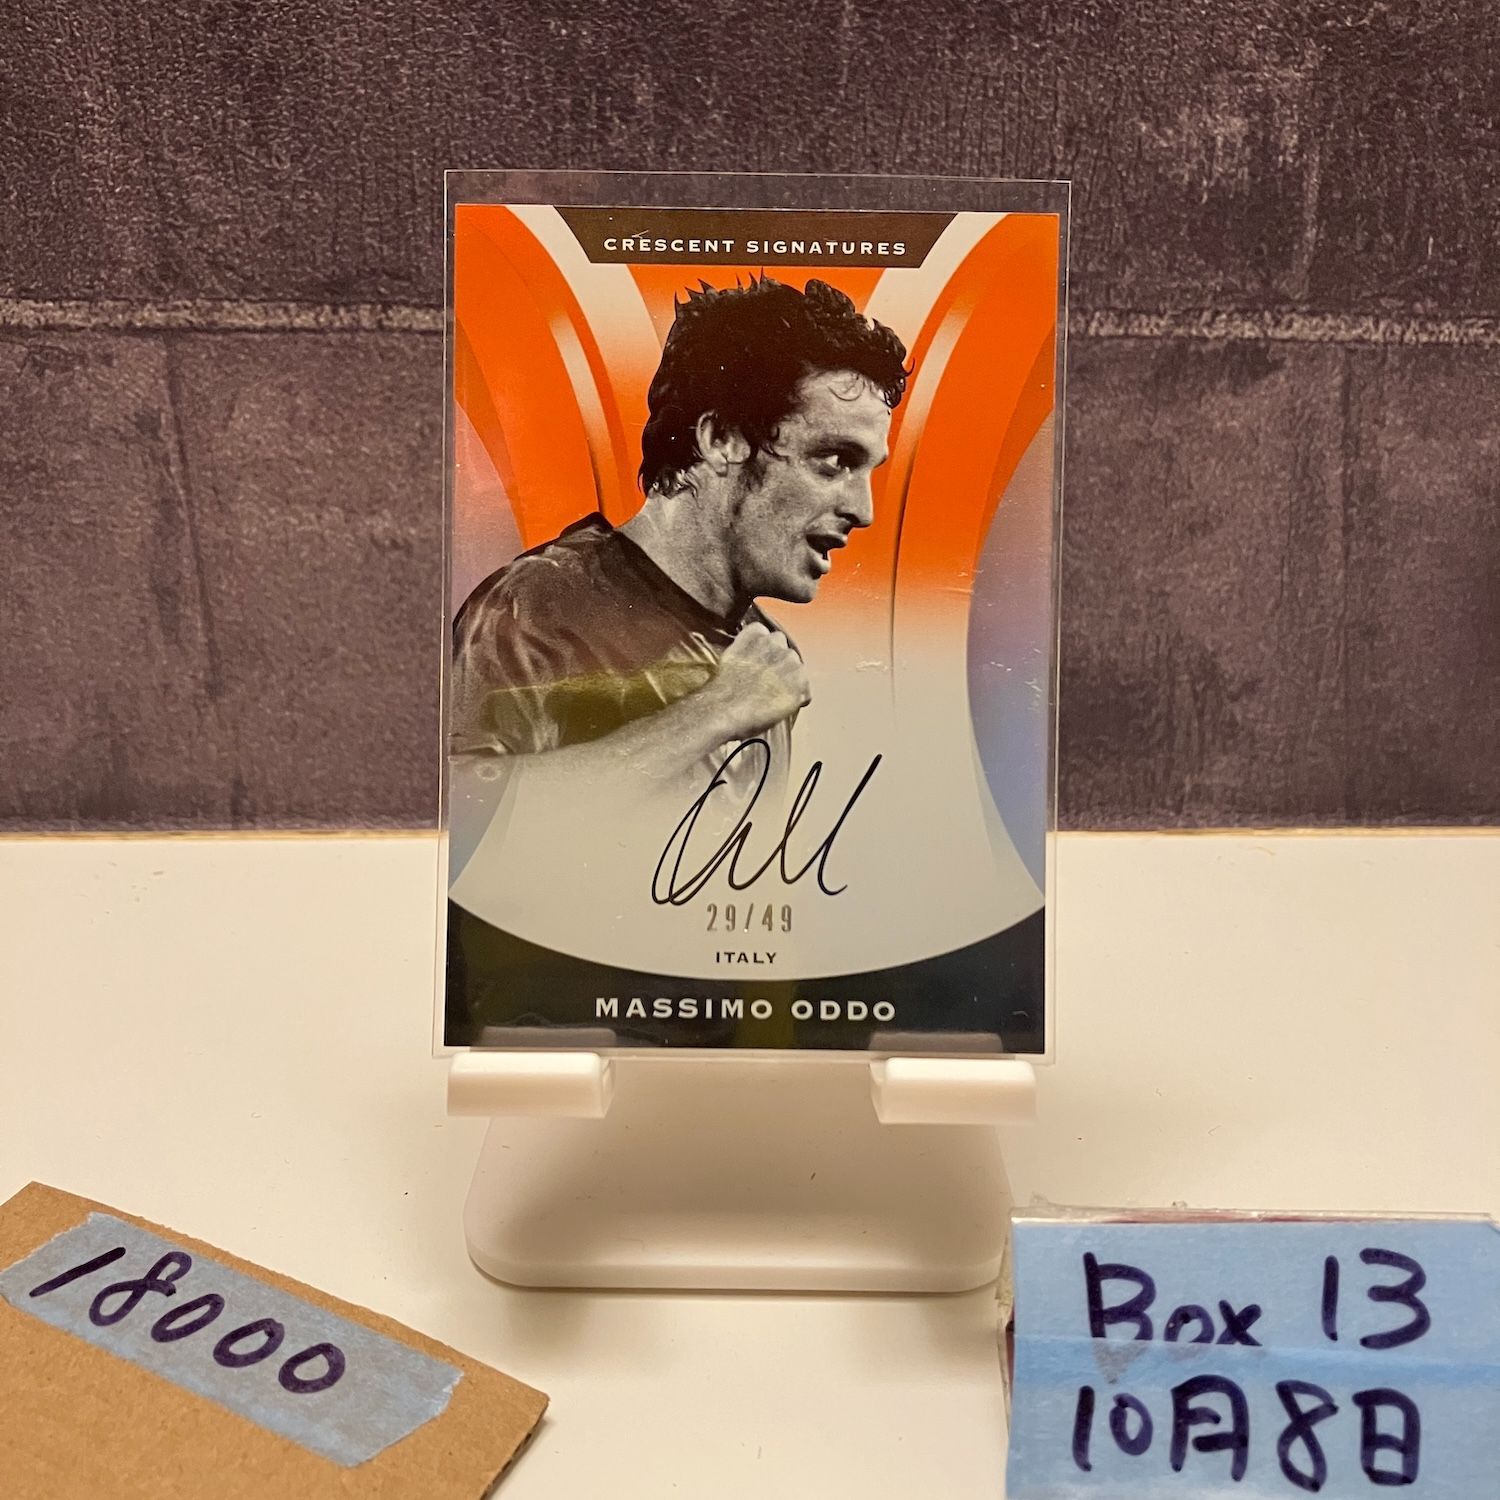 CRESCENT SIGNATURES
29/49
ITALY
MASSIMO ODDO
18000
Box 13
10月8日